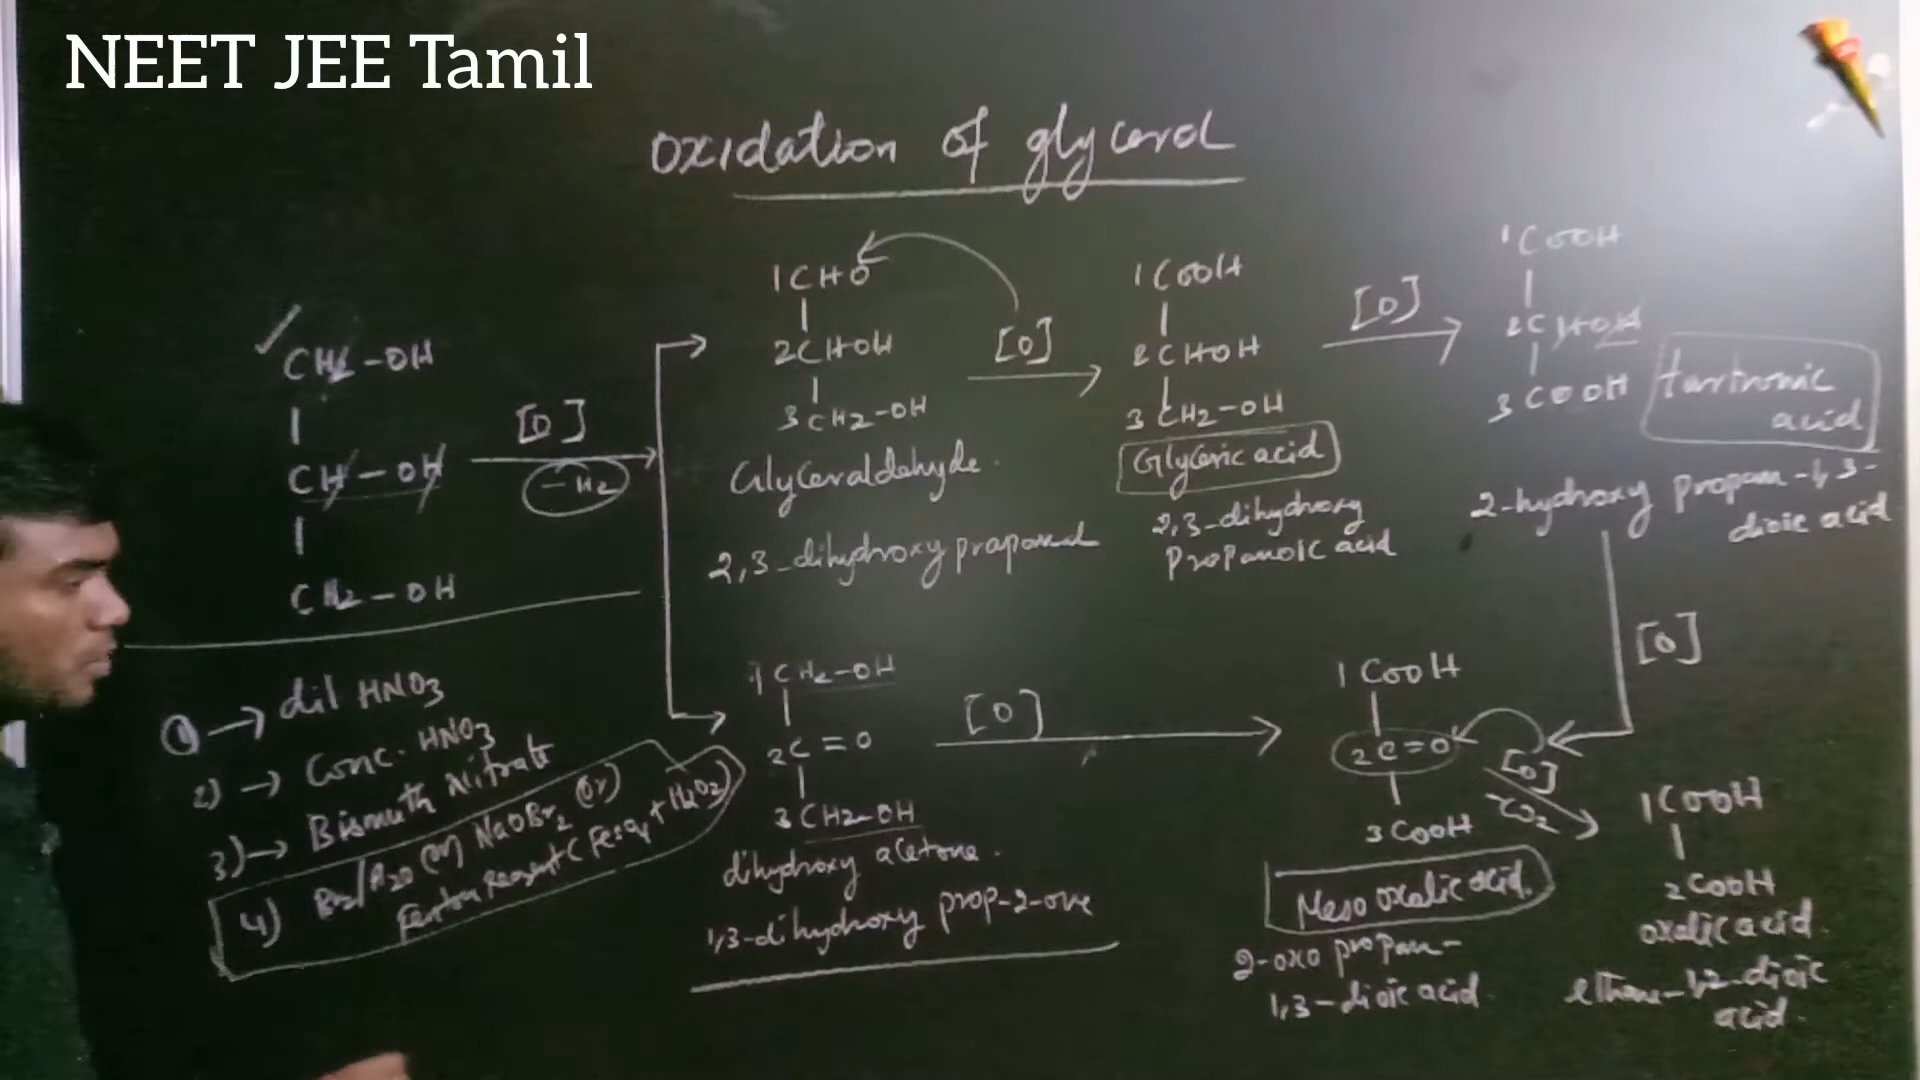 NEET JEE Tamil
oxidation of glycerol
CH2-OH
|
CH-OH
|
CH2-OH
[O]
-H2
1CHO
|
2CHOH
|
3CH2-OH
Glyceraldehyde.
2,3-dihydroxy propanal
[O]
1COOH
|
2CHOH
|
3CH2-OH
Glyceric acid
2,3-dihydroxy
Propanoic acid
[O]
1COOH
|
2CHOH
|
3COOH
tartronic
acid
2-hydroxy propan-1,3-
dioic acid
[O]
1CH2-OH
|
2C=O
|
3CH2-OH
dihydroxy acetone.
1,3-dihydroxy prop-2-one
[O]
1COOH
|
2C=O
|
3COOH
Meso oxalic acid.
2-oxo propan-
1,3-dioic acid.
[O]
-CO2
1COOH
|
2COOH
oxalic acid.
ethane-1,2-dioic
acid.
1 → dil HNO3
2) → Conc. HNO3
3) → Bismuth Nitrate
4) Br2/H2O (or) NaOBr2 (or)
Fenton Reagent (FeSO4 + H2O2)